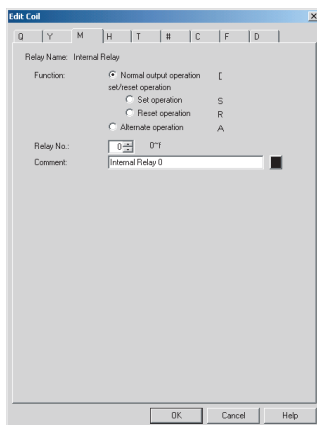 Edit Coil
Q Y M H T # C F D
Relay Name: Internal Relay
Function: Normal output operation [
set/reset operation
Set operation S
Reset operation R
Alternate operation A
Relay No.: 0 0~f
Comment: Internal Relay 0
OK Cancel Help